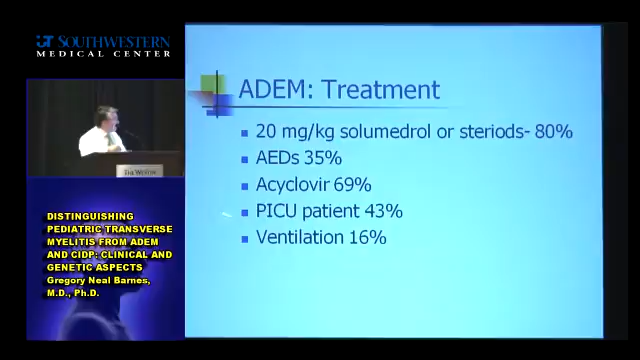 UT SOUTHWESTERN
MEDICAL CENTER
ADEM: Treatment
20 mg/kg solumedrol or steriods- 80%
AEDs 35%
Acyclovir 69%
PICU patient 43%
Ventilation 16%
THE WESTIN
DISTINGUISHING
PEDIATRIC TRANSVERSE
MYELITIS FROM ADEM
AND CIDP: CLINICAL AND
GENETIC ASPECTS
Gregory Neal Barnes,
M.D., Ph.D.